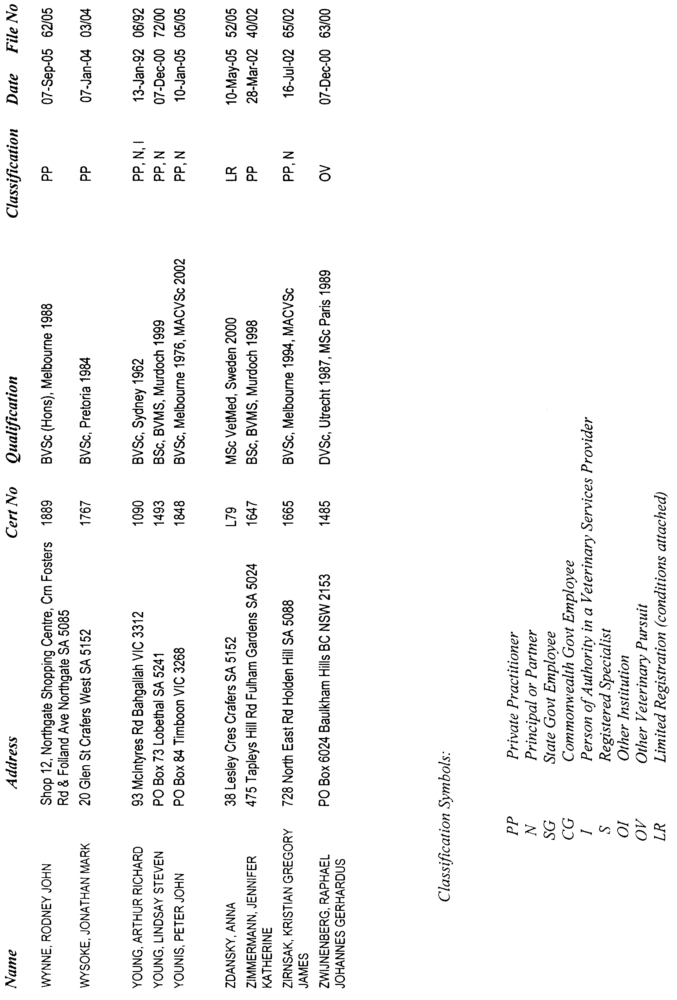 Name Address Cert No Qualification Classification Date File No
WYNNE, RODNEY JOHN Shop 12, Northgate Shopping Centre, Crn Fosters 1889 BVSc (Hons), Melbourne 1988 PP 07-Sep-05 62/05
Rd & Folland Ave Northgate SA 5085
WYSOKE, JONATHAN MARK 20 Glen St Crafers West SA 5152 1767 BVSc, Pretoria 1984 PP 07-Jan-04 03/04
YOUNG, ARTHUR RICHARD 93 McIntyres Rd Bahgallah VIC 3312 1090 BVSc, Sydney 1962 PP, N, I 13-Jan-92 06/92
YOUNG, LINDSAY STEVEN PO Box 73 Lobethal SA 5241 1493 BSc, BVMS, Murdoch 1999 PP, N 07-Dec-00 72/00
YOUNIS, PETER JOHN PO Box 84 Timboon VIC 3268 1848 BVSc, Melbourne 1976, MACVSc 2002 PP, N 10-Jan-05 05/05
ZDANSKY, ANNA 38 Lesley Cres Crafers SA 5152 L79 MSc VetMed, Sweden 2000 LR 10-May-05 52/05
ZIMMERMANN, JENNIFER 475 Tapleys Hill Rd Fulham Gardens SA 5024 1647 BSc, BVMS, Murdoch 1998 PP 28-Mar-02 40/02
KATHERINE
ZIRNSAK, KRISTIAN GREGORY 728 North East Rd Holden Hill SA 5088 1665 BVSc, Melbourne 1994, MACVSc PP, N 16-Jul-02 65/02
JAMES
ZWIJNENBERG, RAPHAEL PO Box 6024 Baulkham Hills BC NSW 2153 1485 DVSc, Utrecht 1987, MSc Paris 1989 OV 07-Dec-00 63/00
JOHANNES GERHARDUS
Classification Symbols:
PP Private Practitioner
N Principal or Partner
SG State Govt Employee
CG Commonwealth Govt Employee
I Person of Authority in a Veterinary Services Provider
S Registered Specialist
OI Other Institution
OV Other Veterinary Pursuit
LR Limited Registration (conditions attached)